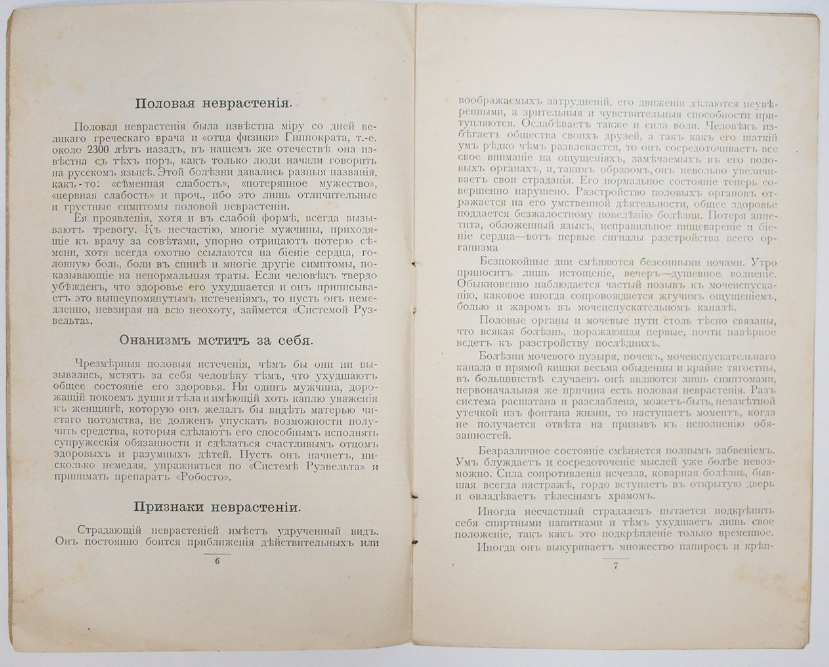 Половая неврастенія.
Половая неврастенія была извѣстна міру со дней ве-
ликаго греческаго врача и «отца физики» Гиппократа, т.-е.
около 2300 лѣтъ назадъ, въ нашемъ же отечествѣ она из-
вѣстна съ тѣхъ поръ, какъ только люди начали говорить
на русскомъ языкѣ. Этой болѣзни давались разныя названія,
какъ-то: «сѣменная слабость», «потерянное мужество»,
«нервная слабость» и проч., ибо это лишь отличительные
и грустные симптомы половой неврастеніи.
Ея проявленія, хотя и въ слабой формѣ, всегда вызы-
ваютъ тревогу. Къ несчастію, многіе мужчины, приходя-
щіе къ врачу за совѣтами, упорно отрицаютъ потерю сѣ-
мени, хотя всегда охотно ссылаются на біеніе сердца, го-
ловную боль, боли въ спинѣ и многіе другіе симптомы, по-
казывающіе на ненормальныя траты. Если человѣкъ твердо
убѣжденъ, что здоровье его ухудшается и онъ приписыва-
етъ это вышеупомянутымъ истеченіямъ, то пусть онъ неме-
дленно, невзирая на всю неохоту, займется «Системой Руз-
вельта».
Онанизмъ мститъ за себя.
Чрезмѣрныя половыя истеченія, чѣмъ бы они ни вы-
зывались, мстятъ за себя человѣку тѣмъ, что ухудшаютъ
общее состояніе его здоровья. Ни одинъ мужчина, доро-
жащій покоемъ души и тѣла и имѣющій хоть каплю уваженія
къ женщинѣ, которую онъ желалъ бы видѣть матерью чи-
стаго потомства, не долженъ упускать возможности полу-
чить средства, которыя сдѣлаютъ его способнымъ исполнять
супружескія обязанности и сдѣлаться счастливымъ отцомъ
здоровыхъ и разумныхъ дѣтей. Пусть онъ начнетъ, ни-
сколько немедля, упражняться по «Системѣ Рузвельта» и
принимать препаратъ «Робосто».
Признаки неврастеніи.
Страдающій неврастеніей имѣетъ удрученный видъ.
Онъ постоянно боится приближенія дѣйствительныхъ или
6
воображаемыхъ затрудненій, его движенія дѣлаются неувѣ-
ренными, а зрительныя и чувствительныя способности при-
тупляются. Ослабѣваетъ также и сила воли. Человѣкъ из-
бѣгаетъ общества своихъ друзей, а такъ какъ его шаткій
умъ рѣдко чѣмъ развлекается, то онъ сосредоточиваетъ все
свое вниманіе на ощущеніяхъ, замѣчаемыхъ въ его поло-
выхъ органахъ, и, такимъ образомъ, онъ невольно увеличи-
ваетъ свои страданія. Его нормальное состояніе теперь со-
вершенно нарушено. Разстройство половыхъ органовъ от-
ражается на его умственной дѣятельности, общее здоровье
поддается безжалостному повелѣнію болѣзни. Потеря аппе-
тита, обложенный языкъ, неправильное пищевареніе и біе-
ніе сердца—вотъ первые сигналы разстройства всего ор-
ганизма
Безпокойные дни смѣняются безсонными ночами. Утро
приноситъ лишь истощеніе, вечеръ—душевное волненіе.
Обыкновенно наблюдается частый позывъ къ мочеиспуска-
нію, каковое иногда сопровождается жгучимъ ощущеніемъ,
болью и жаромъ въ мочеиспускательномъ каналѣ.
Половые органы и мочевые пути столь тѣсно связаны,
что всякая болѣзнь, поражающая первые, почти навѣрное
ведетъ къ разстройству послѣднихъ.
Болѣзни мочевого пузыря, почекъ, мочеиспускательнаго
канала и прямой кишки весьма обыденны и крайне тягостны,
въ большинствѣ случаевъ онѣ являются лишь симптомами,
первоначальная же причина есть половая неврастенія. Разъ
система расшатана и разслаблена, можетъ-быть, незамѣтной
утечкой изъ фонтана жизни, то наступаетъ моментъ, когда
не получается отвѣта на призывъ къ исполненію обя-
занностей.
Безразличное состояніе смѣняется полнымъ забвеніемъ.
Умъ блуждаетъ и сосредоточеніе мыслей уже болѣе невоз-
можно. Сила сопротивленія исчезла, коварная болѣзнь, быв-
шая всегда настражѣ, гордо вступаетъ въ открытую дверь
и овладѣваетъ тѣлеснымъ храмомъ.
Иногда несчастный страдалецъ пытается подкрѣпить
себя спиртными напитками и тѣмъ ухудшаетъ лишь свое
положеніе, такъ какъ это подкрѣпленіе только временное.
Иногда онъ выкуриваетъ множество папиросъ и крѣп-
7